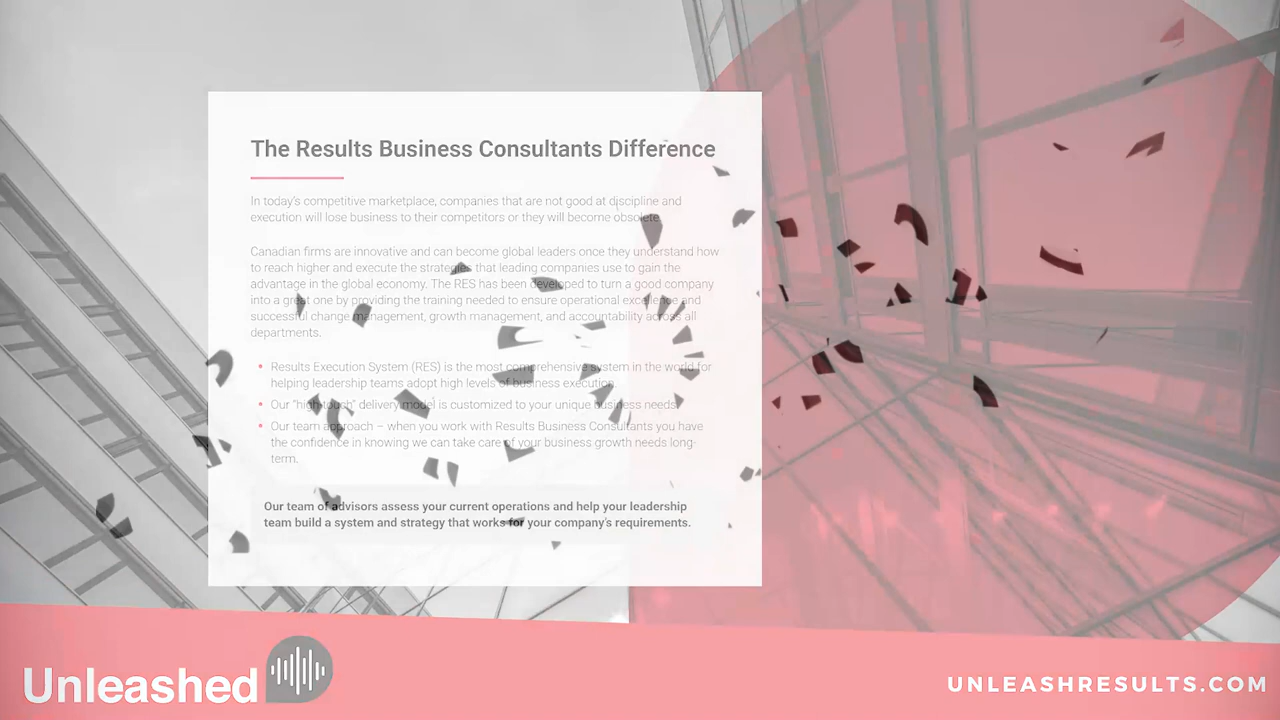 The Results Business Consultants Difference
In today's competitive marketplace, companies that are not good at discipline and
execution will lose business to their competitors or they will become obsolete.
Canadian firms are innovative and can become global leaders once they understand how
to reach higher and execute the strategies that leading companies use to gain the
advantage in the global economy. The RES has been developed to turn a good company
into a great one by providing the training needed to ensure operational excellence and
successful change management, growth management, and accountability across all
departments.
• Results Execution System (RES) is the most comprehensive system in the world for
helping leadership teams adopt high levels of business execution.
• Our “high-touch” delivery model is customized to your unique business needs.
• Our team approach – when you work with Results Business Consultants you have
the confidence in knowing we can take care of your business growth needs long-
term.
Our team of advisors assess your current operations and help your leadership
team build a system and strategy that works for your company's requirements.
Unleashed
UNLEASHRESULTS.COM